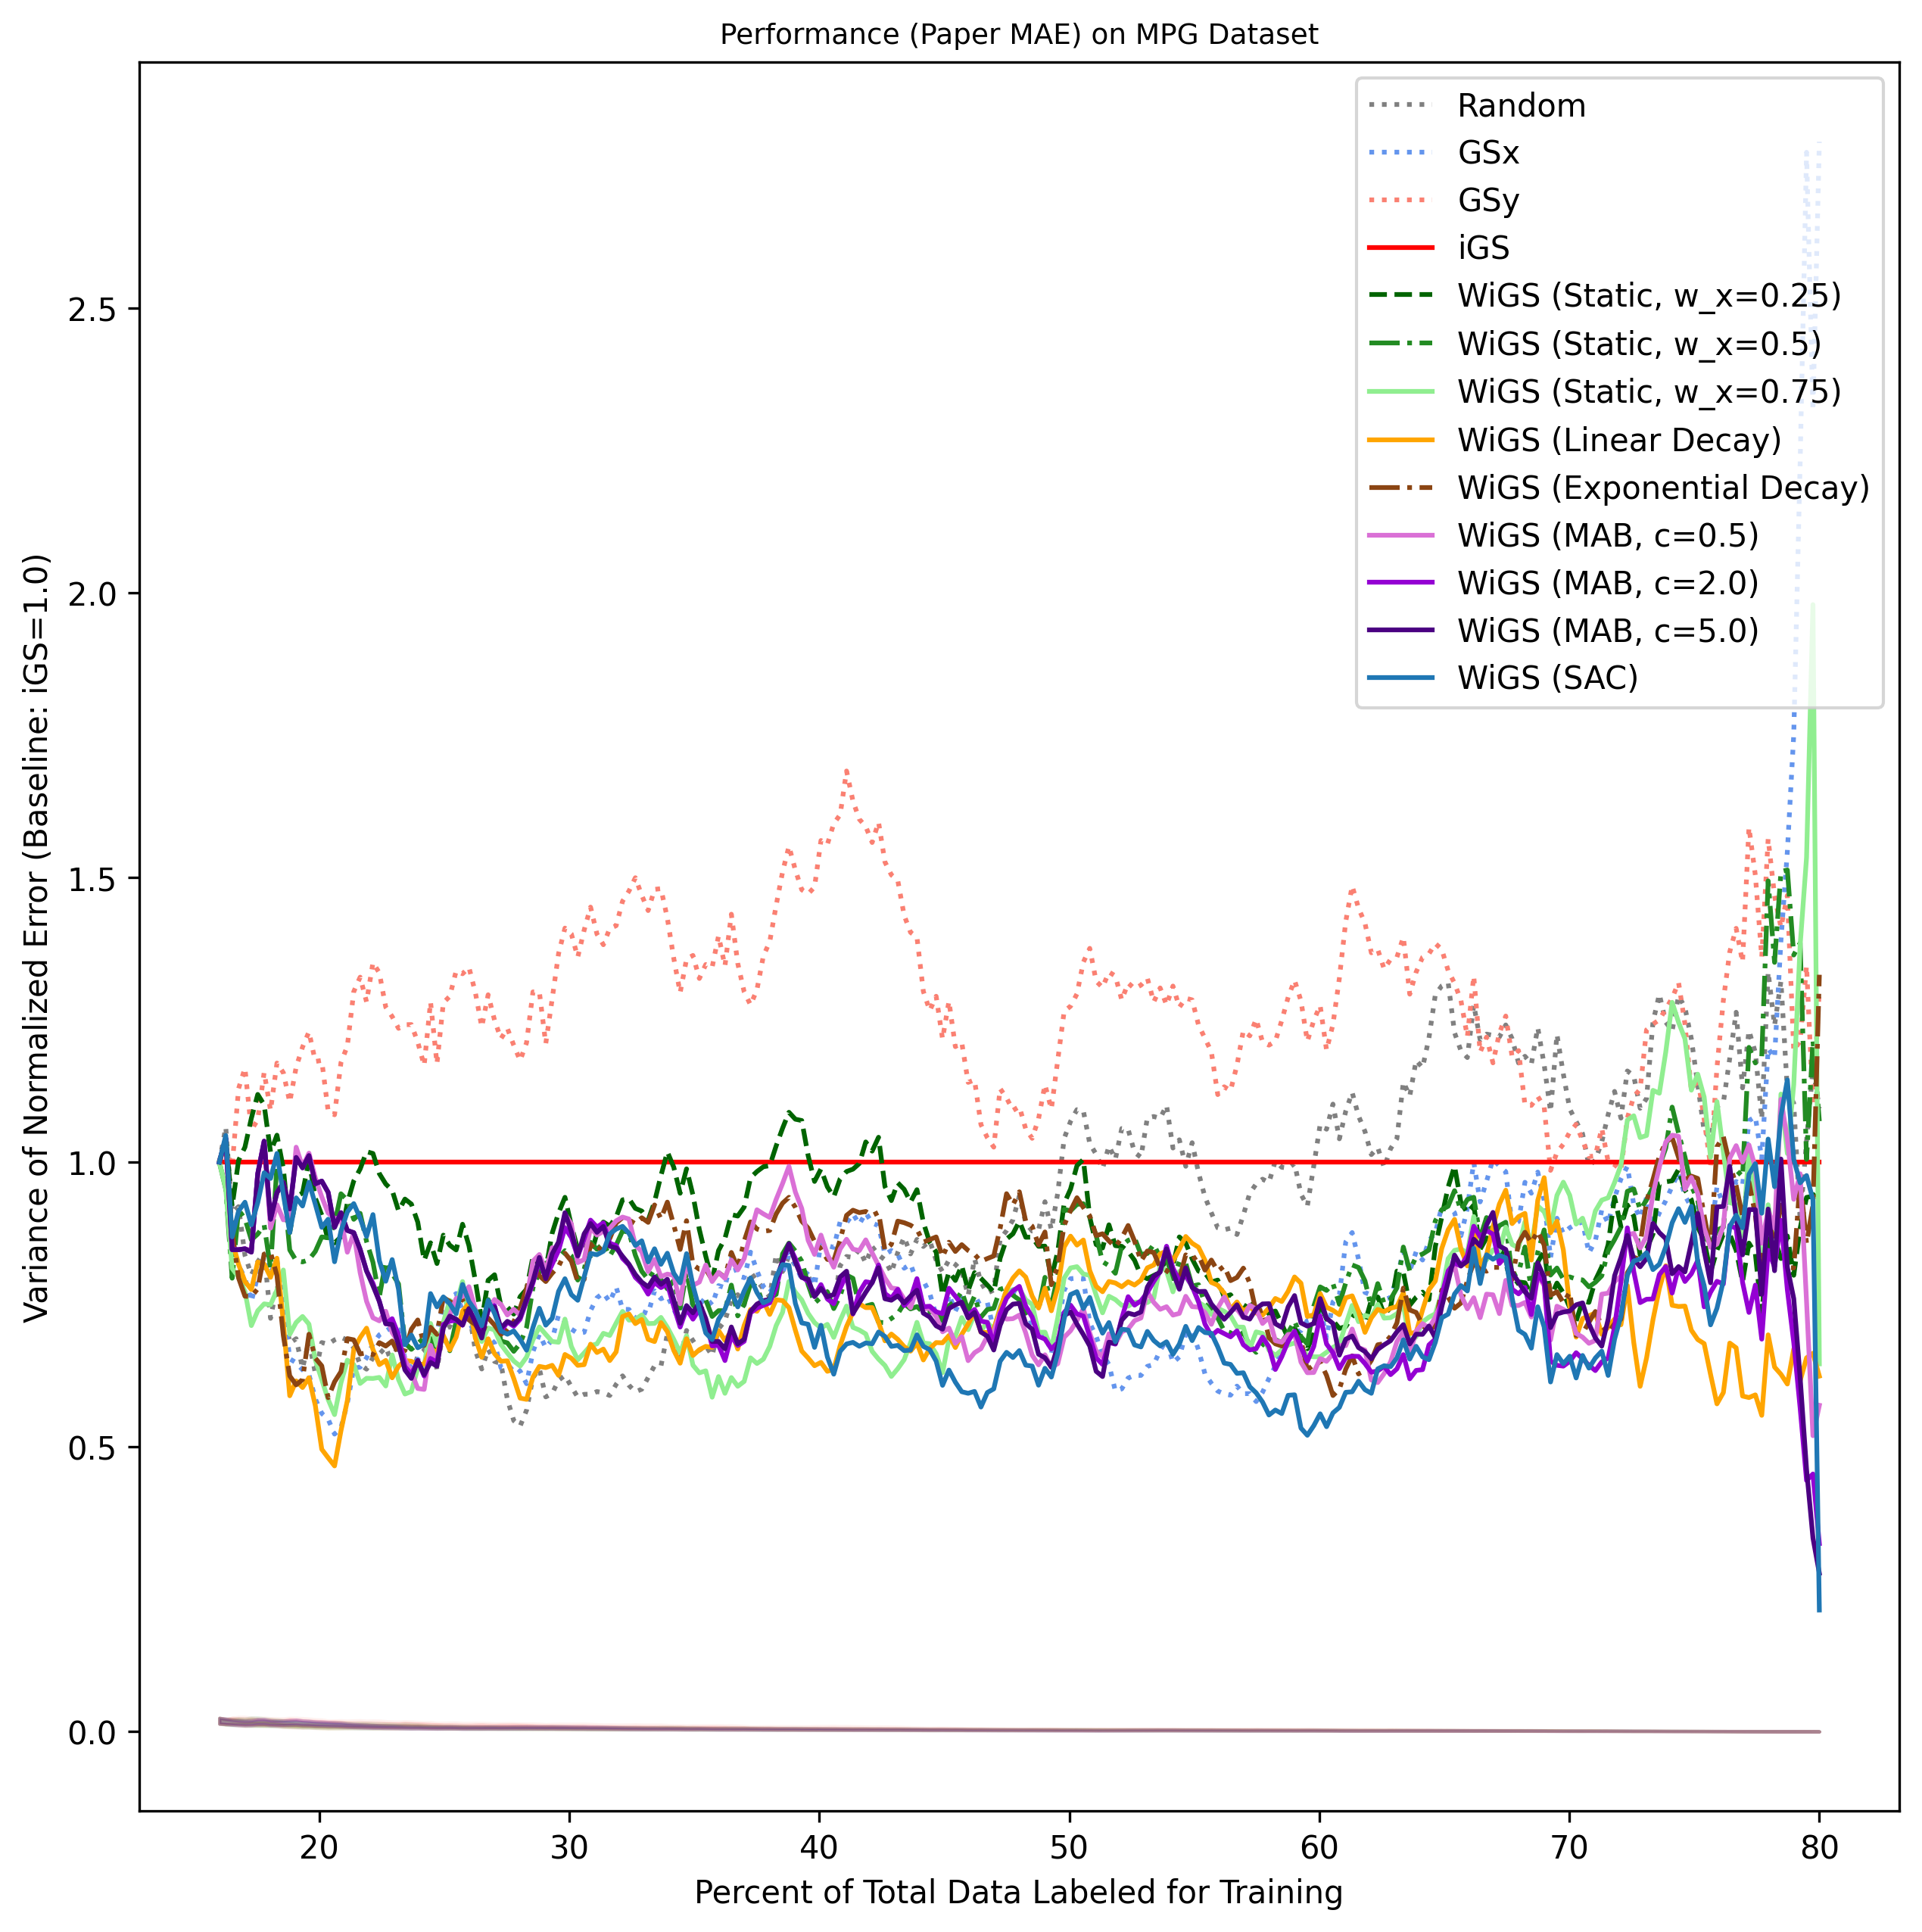 Performance (Paper MAE) on MPG Dataset
Variance of Normalized Error (Baseline: iGS=1.0)
2.5
2.0
1.5
1.0
0.5
0.0
Random
GSx
GSy
iGS
WiGS (Static, w_x=0.25)
WiGS (Static, w_x=0.5)
WiGS (Static, w_x=0.75)
WiGS (Linear Decay)
WiGS (Exponential Decay)
WiGS (MAB, c=0.5)
WiGS (MAB, c=2.0)
WiGS (MAB, c=5.0)
WiGS (SAC)
20 30 40 50 60 70 80
Percent of Total Data Labeled for Training